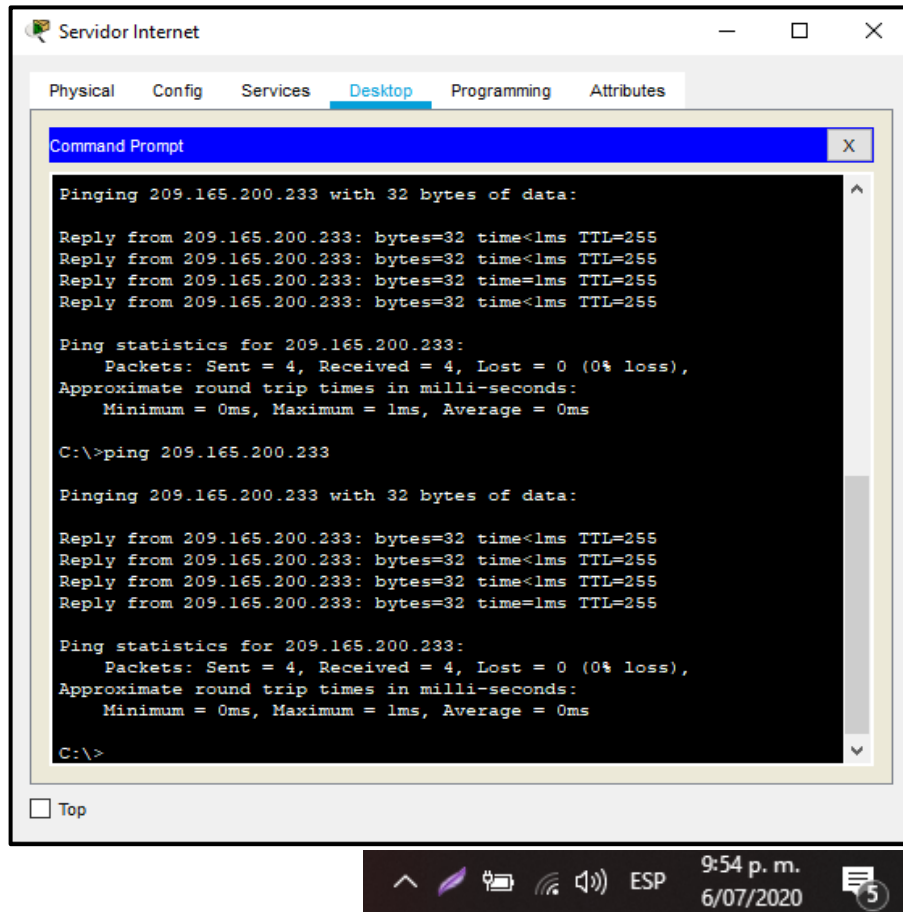 Servidor Internet
Physical Config Services Desktop Programming Attributes
Command Prompt X
Pinging 209.165.200.233 with 32 bytes of data:
Reply from 209.165.200.233: bytes=32 time<1ms TTL=255
Reply from 209.165.200.233: bytes=32 time<1ms TTL=255
Reply from 209.165.200.233: bytes=32 time=1ms TTL=255
Reply from 209.165.200.233: bytes=32 time<1ms TTL=255
Ping statistics for 209.165.200.233:
Packets: Sent = 4, Received = 4, Lost = 0 (0% loss),
Approximate round trip times in milli-seconds:
Minimum = 0ms, Maximum = 1ms, Average = 0ms
C:\>ping 209.165.200.233
Pinging 209.165.200.233 with 32 bytes of data:
Reply from 209.165.200.233: bytes=32 time<1ms TTL=255
Reply from 209.165.200.233: bytes=32 time<1ms TTL=255
Reply from 209.165.200.233: bytes=32 time<1ms TTL=255
Reply from 209.165.200.233: bytes=32 time=1ms TTL=255
Ping statistics for 209.165.200.233:
Packets: Sent = 4, Received = 4, Lost = 0 (0% loss),
Approximate round trip times in milli-seconds:
Minimum = 0ms, Maximum = 1ms, Average = 0ms
C:\>
Top
ESP 9:54 p. m.
6/07/2020 5